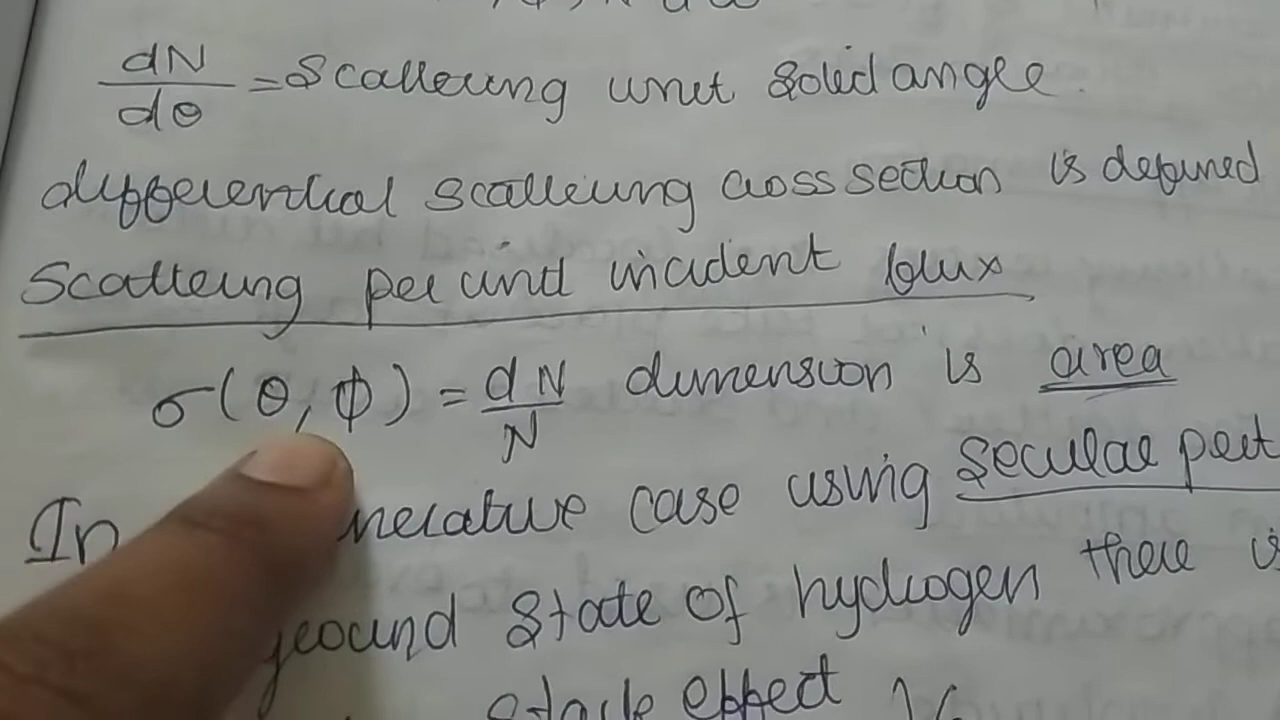 dN/dθ = Scattering unit solid angle.
differential scattering cross section is defined
Scattering per unit incident flux
σ(θ, ϕ) = dN/N dimension is area
In nerative case using secular pert
ground state of hydrogen there is
stark effect